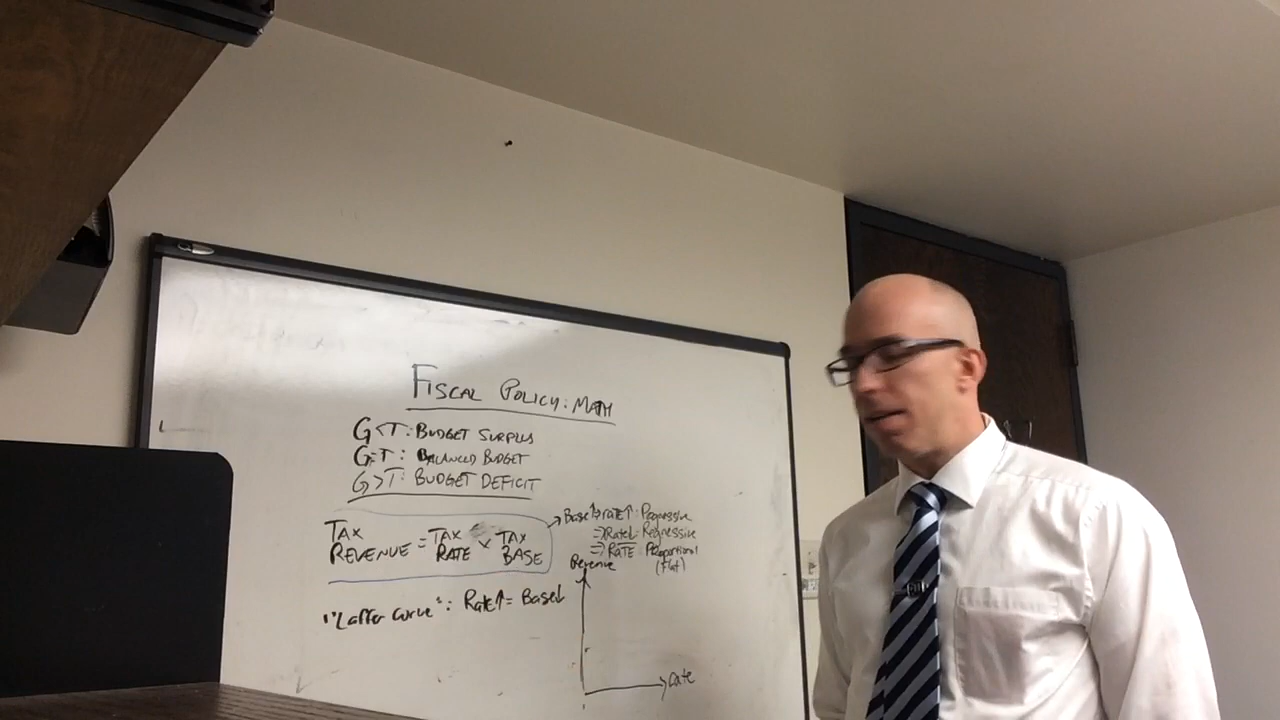 FISCAL POLICY: MATH
G<T: BUDGET SURPLUS
G=T: BALANCED BUDGET
G>T: BUDGET DEFICIT
TAX REVENUE = TAX RATE × TAX BASE
Base↑⇒rate↑: Progressive
⇒Rate↓: Regressive
⇒RATE: Proportional
(Flat)
"Laffer Curve": Rate↑= Base↓
Revenue
rate